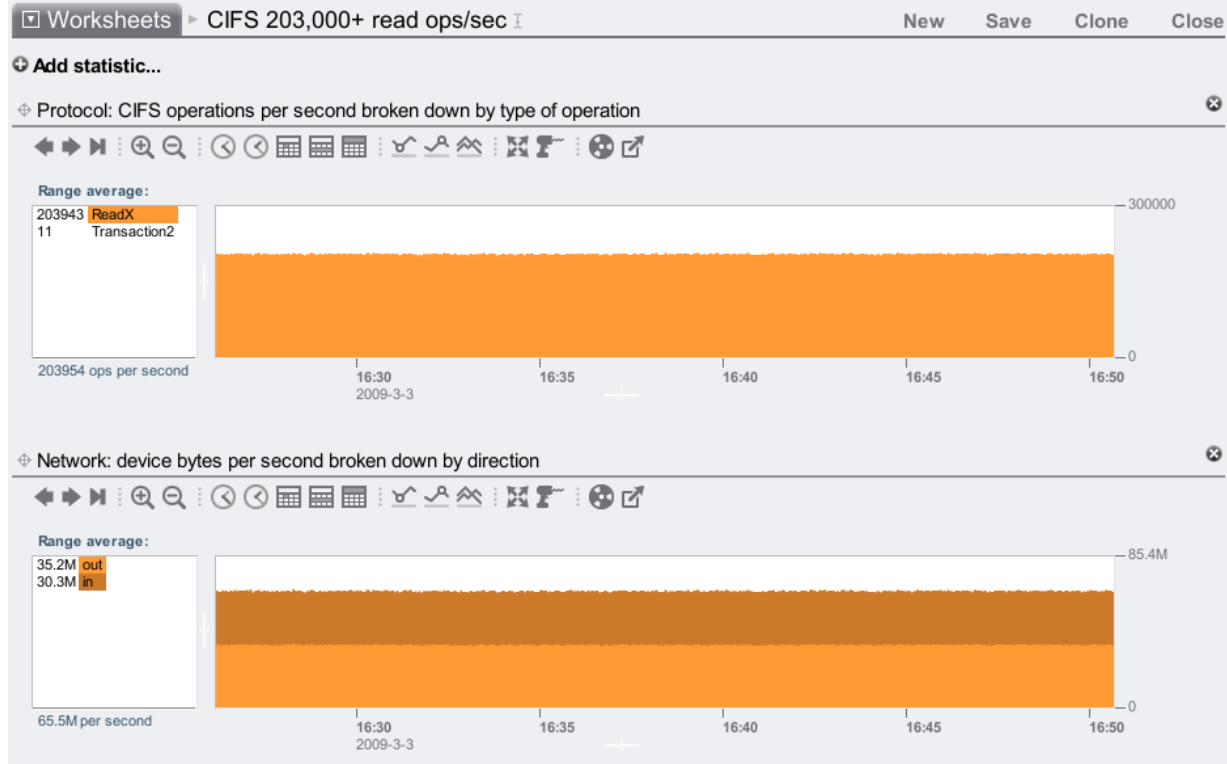 Worksheets CIFS 203,000+ read ops/sec New Save Clone Close
Add statistic...
Protocol: CIFS operations per second broken down by type of operation
Range average:
203943 ReadX
11 Transaction2
203954 ops per second
300000
0
16:30 16:35 16:40 16:45 16:50
2009-3-3
Network: device bytes per second broken down by direction
Range average:
35.2M out
30.3M in
65.5M per second
85.4M
0
16:30 16:35 16:40 16:45 16:50
2009-3-3